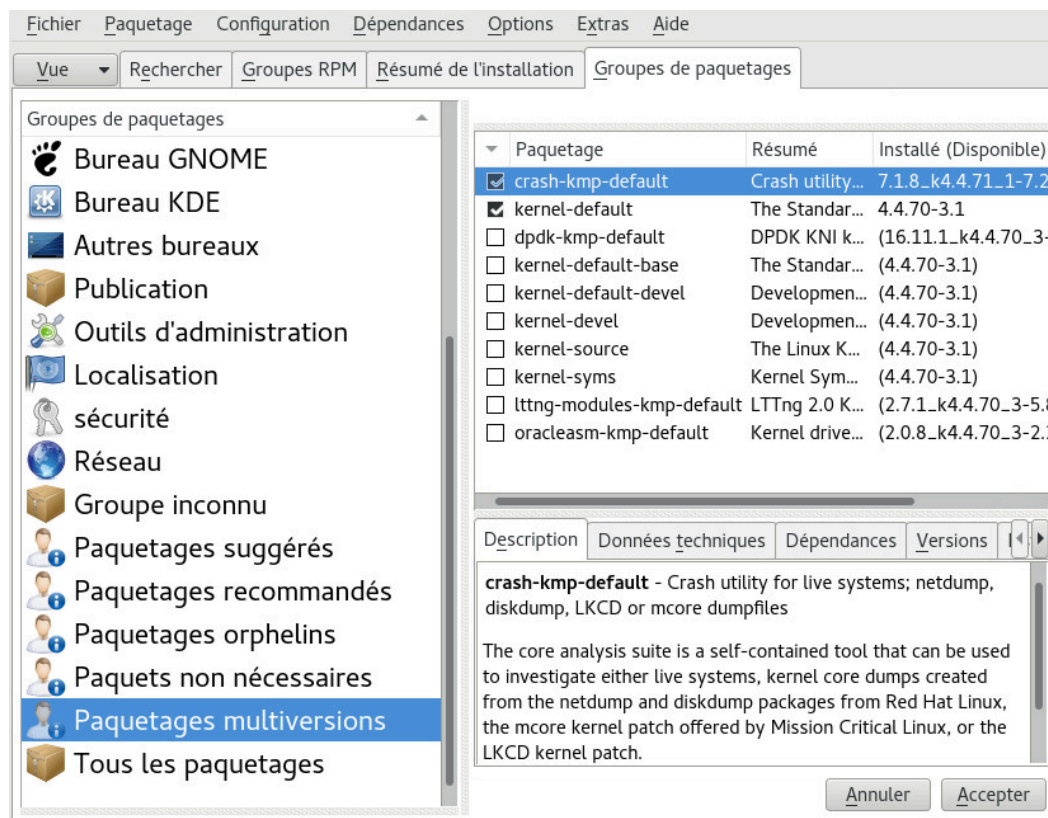 Fichier Paquetage Configuration Dépendances Options Extras Aide
Vue Rechercher Groupes RPM Résumé de l'installation Groupes de paquetages
Groupes de paquetages
Bureau GNOME
Bureau KDE
Autres bureaux
Publication
Outils d'administration
Localisation
sécurité
Réseau
Groupe inconnu
Paquetages suggérés
Paquetages recommandés
Paquetages orphelins
Paquets non nécessaires
Paquetages multiversions
Tous les paquetages
Paquetage Résumé Installé (Disponible)
crash-kmp-default Crash utility... 7.1.8_k4.4.71_1-7.2
kernel-default The Standar... 4.4.70-3.1
dpdk-kmp-default DPDK KNI k... (16.11.1_k4.4.70_3-
kernel-default-base The Standar... (4.4.70-3.1)
kernel-default-devel Developmen... (4.4.70-3.1)
kernel-devel Developmen... (4.4.70-3.1)
kernel-source The Linux K... (4.4.70-3.1)
kernel-syms Kernel Sym... (4.4.70-3.1)
lttng-modules-kmp-default LTTng 2.0 K... (2.7.1_k4.4.70_3-5.8
oracleasm-kmp-default Kernel drive... (2.0.8_k4.4.70_3-2.
Description Données techniques Dépendances Versions
crash-kmp-default - Crash utility for live systems; netdump,
diskdump, LKCD or mcore dumpfiles
The core analysis suite is a self-contained tool that can be used
to investigate either live systems, kernel core dumps created
from the netdump and diskdump packages from Red Hat Linux,
the mcore kernel patch offered by Mission Critical Linux, or the
LKCD kernel patch.
Annuler Accepter